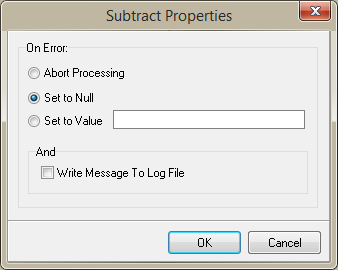 Subtract Properties
On Error:
Abort Processing
Set to Null
Set to Value
And
Write Message To Log File
OK
Cancel